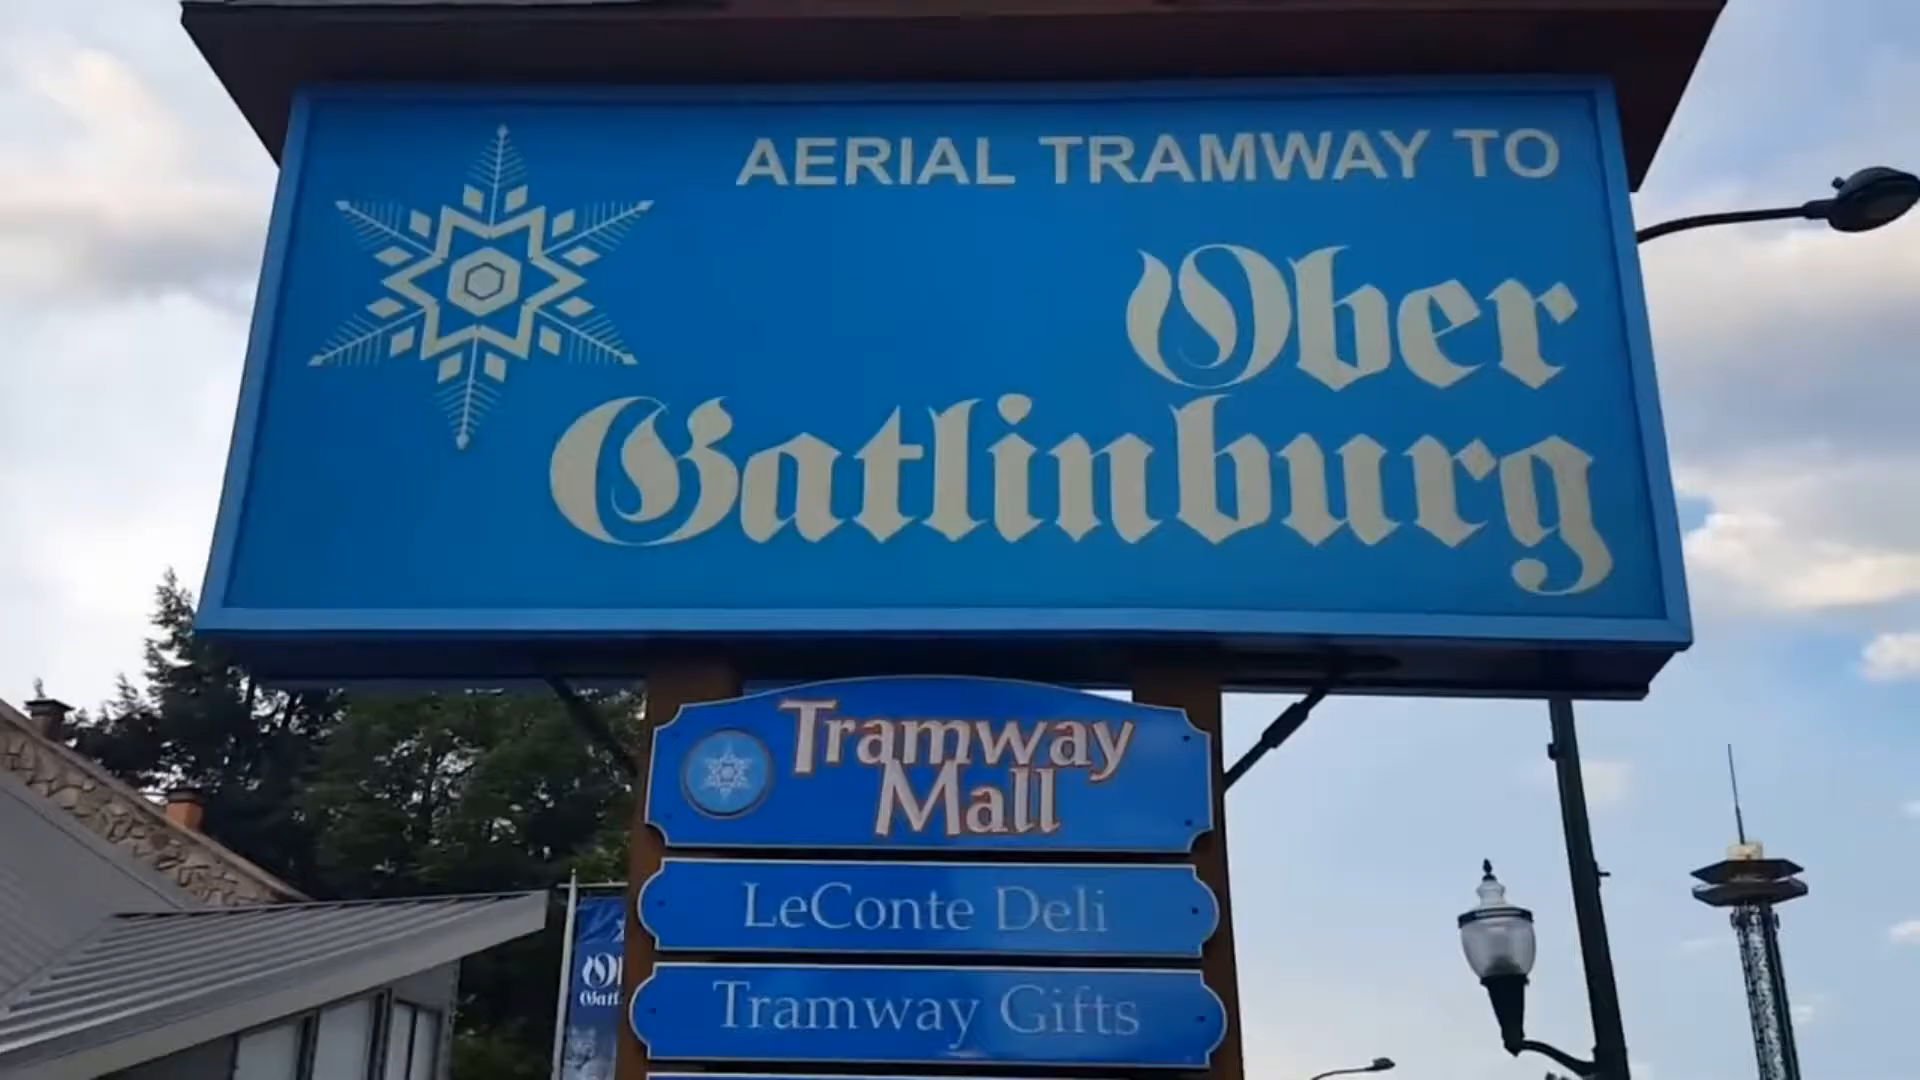 AERIAL TRAMWAY TO
Ober
Gatlinburg
Tramway
Mall
LeConte Deli
Tramway Gifts